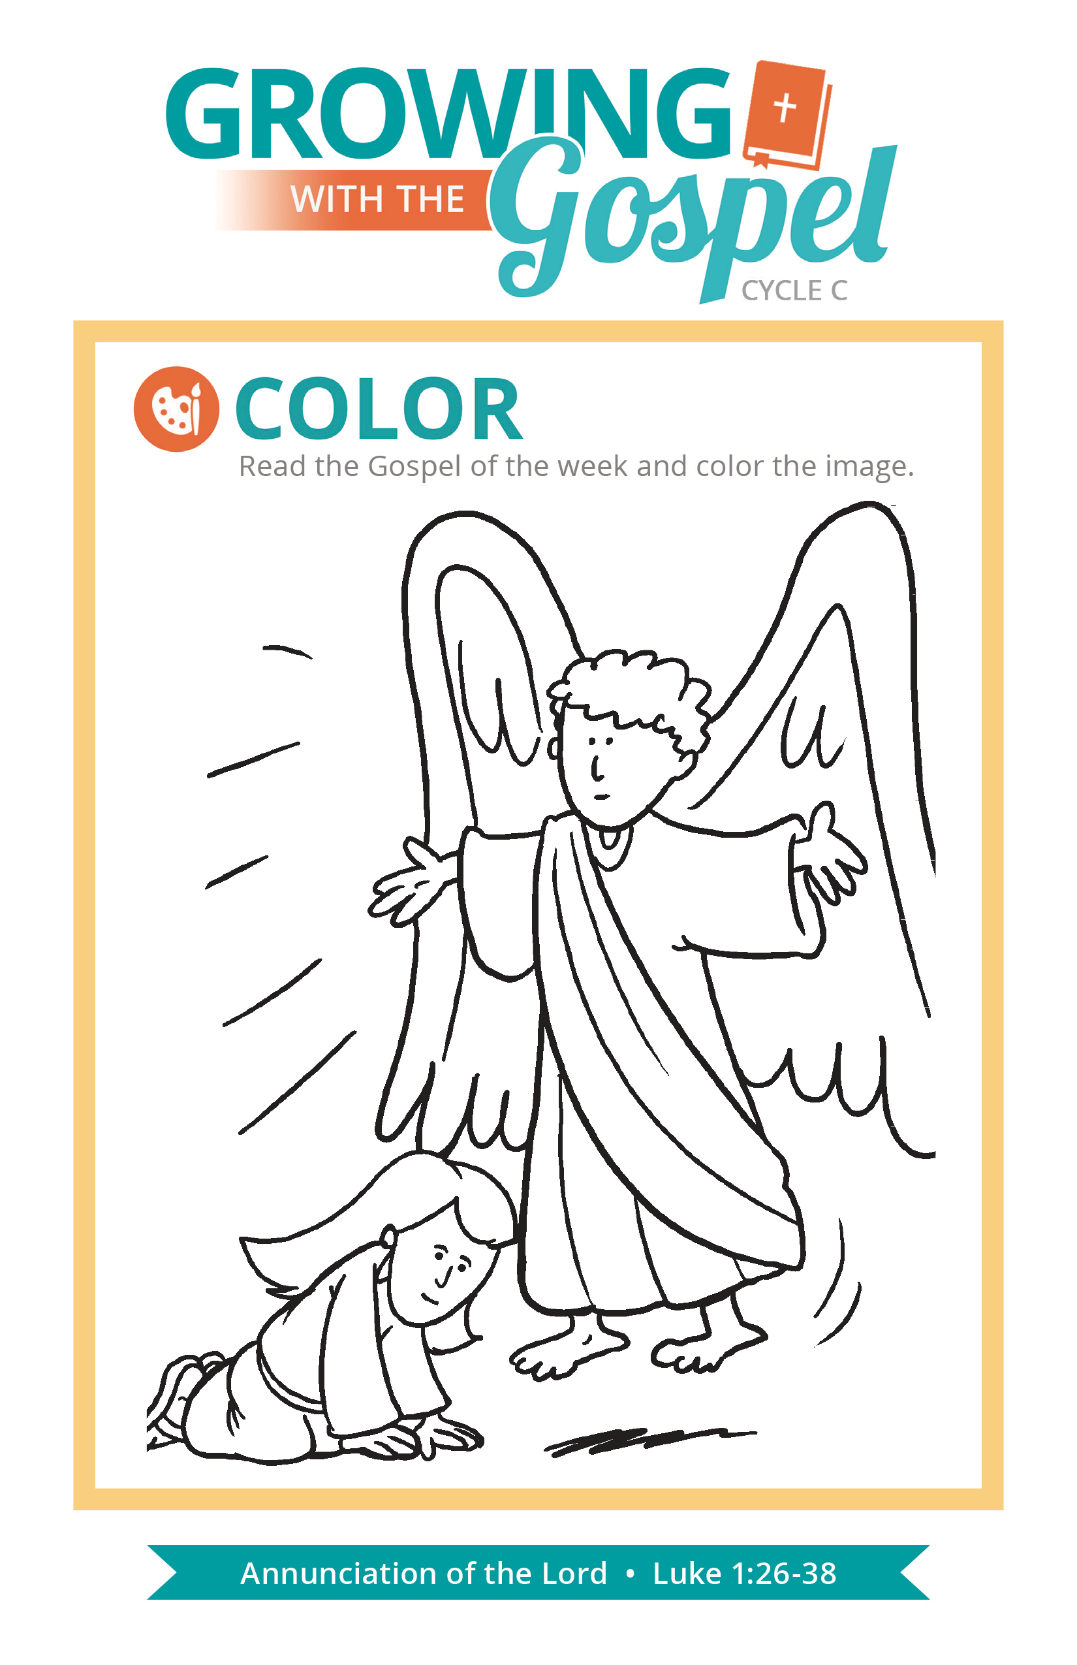 GROWING
WITH THE Gospel
CYCLE C
COLOR
Read the Gospel of the week and color the image.
Annunciation of the Lord • Luke 1:26-38